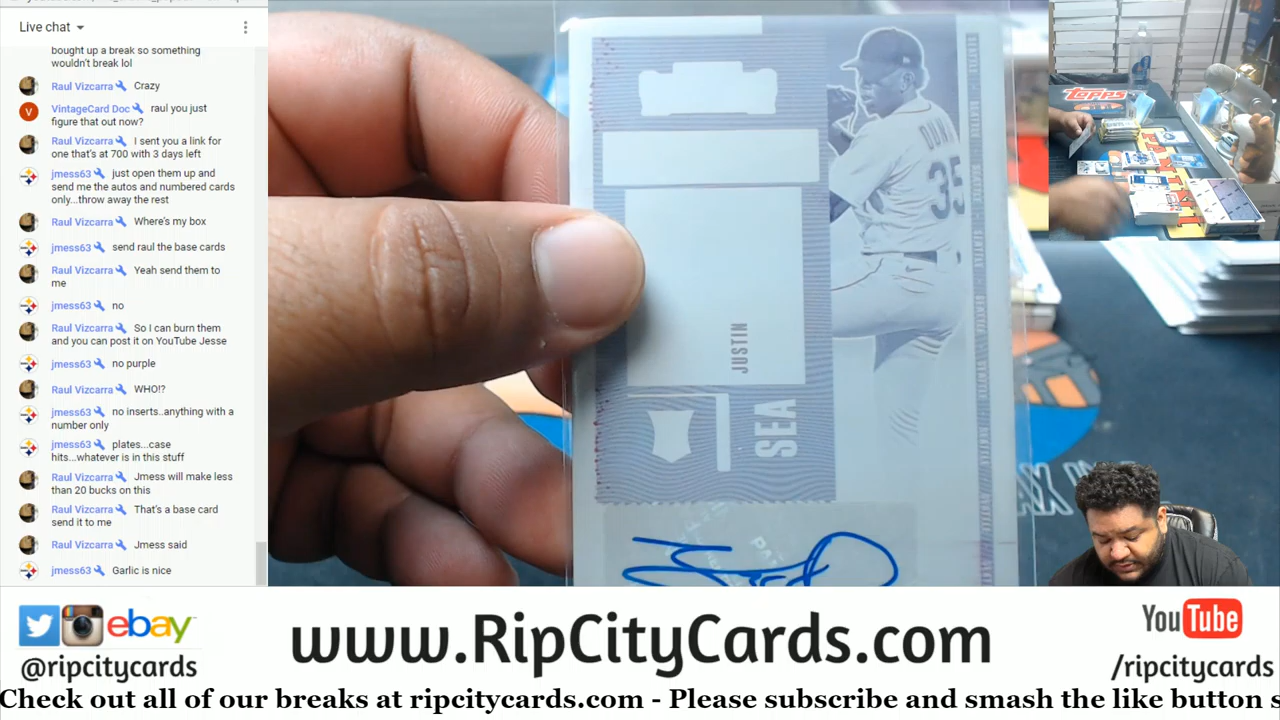 Live chat
bought up a break so something
wouldn't break lol
Raul Vizcarra Crazy
VintageCard Doc raul you just
figure that out now?
Raul Vizcarra I sent you a link for
one that's at 700 with 3 days left
jmess63 just open them up and
send me the autos and numbered cards
only...throw away the rest
Raul Vizcarra Where's my box
jmess63 send raul the base cards
Raul Vizcarra Yeah send them to
me
jmess63 no
Raul Vizcarra So I can burn them
and you can post it on YouTube Jesse
jmess63 no purple
Raul Vizcarra WHO!?
jmess63 no inserts..anything with a
number only
jmess63 plates...case
hits...whatever is in this stuff
Raul Vizcarra Jmess will make less
than 20 bucks on this
Raul Vizcarra That's a base card
send it to me
Raul Vizcarra Jmess said
jmess63 Garlic is nice
V
35
JUSTIN
SEA
Topps
ebay
@ripcitycards
www.RipCityCards.com
YouTube
/ripcitycards
Check out all of our breaks at ripcitycards.com - Please subscribe and smash the like button s